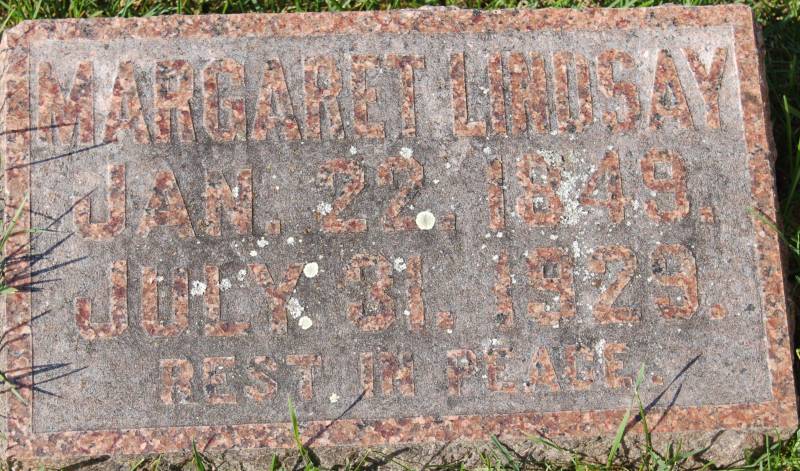 MARGARET LINDSAY
JAN. 22. 1849.
JULY 31. 1929.
REST IN PEACE.